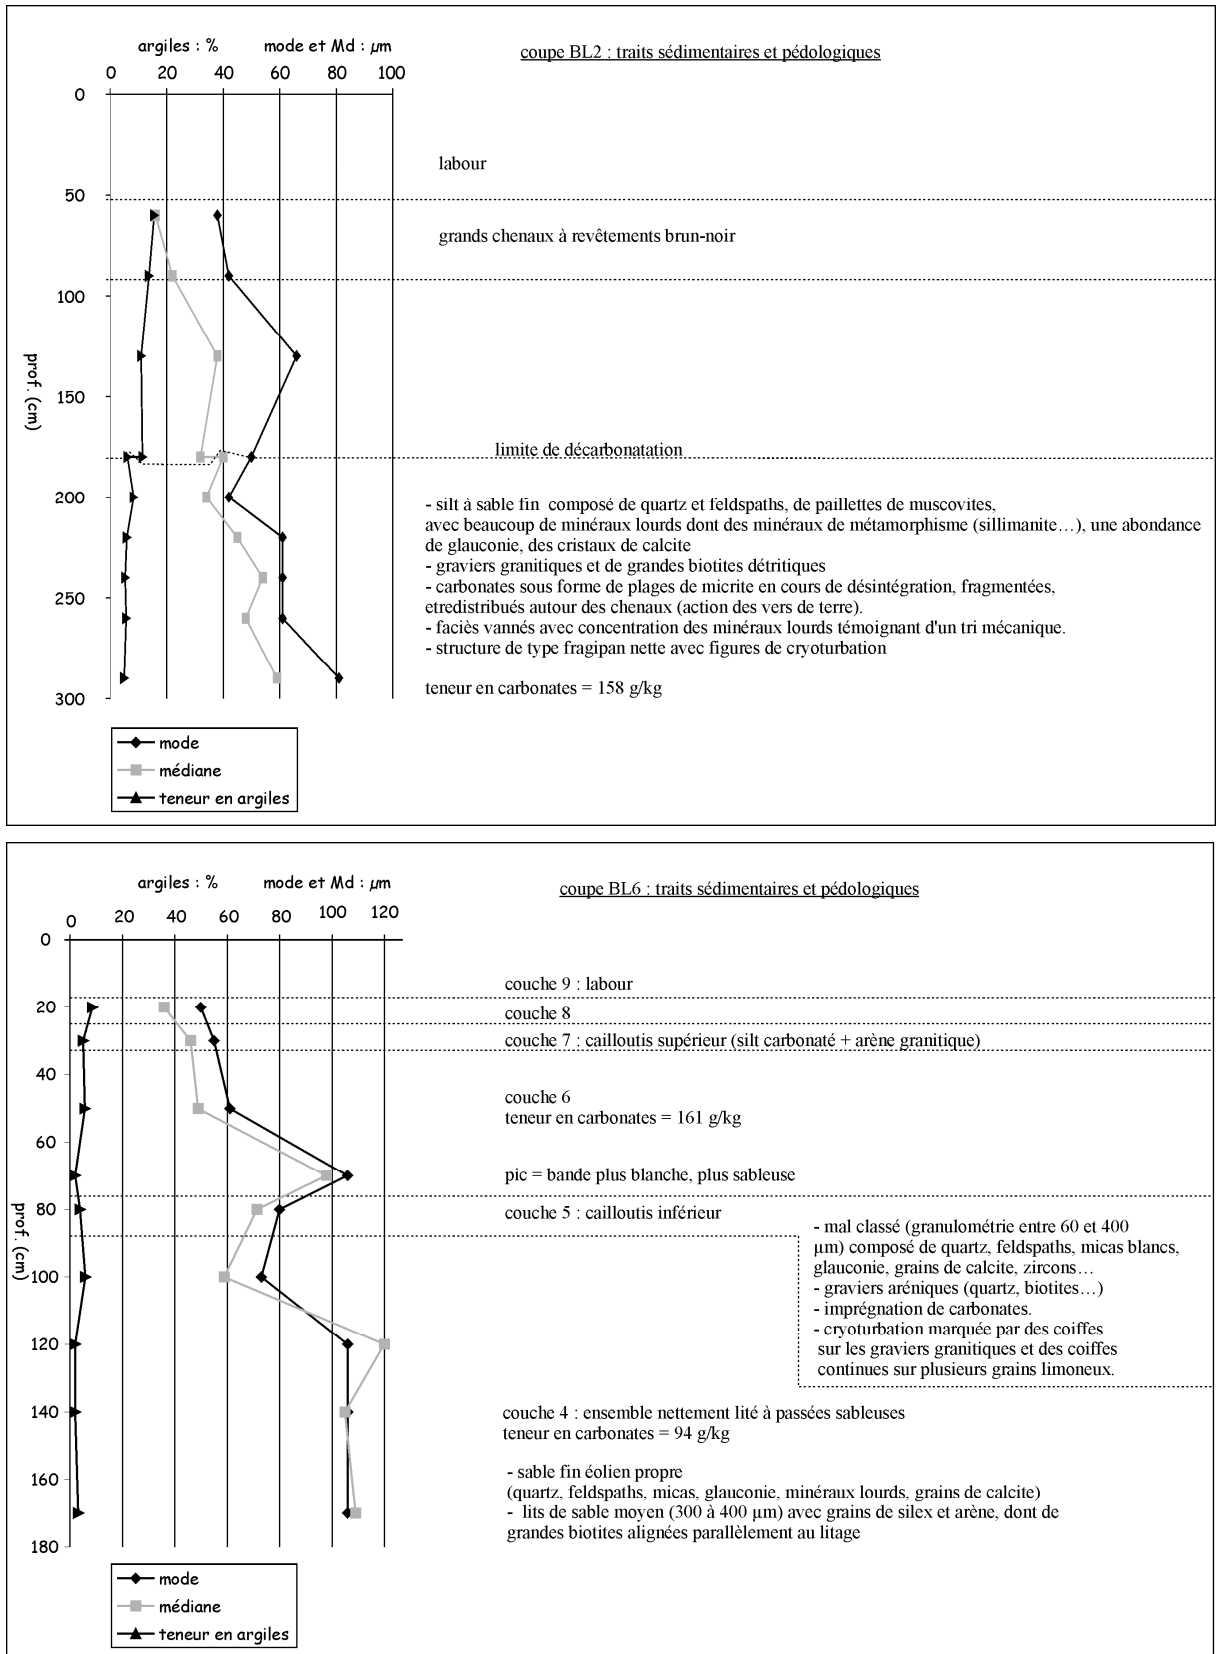 argiles : % mode et Md : µm
coupe BL2 : traits sédimentaires et pédologiques
0 20 40 60 80 100
0
labour
50
grands chenaux à revêtements brun-noir
100
prof. (cm)
150
limite de décarbonatation
200
- silt à sable fin composé de quartz et feldspaths, de paillettes de muscovites,
avec beaucoup de minéraux lourds dont des minéraux de métamorphisme (sillimanite…), une abondance
de glauconie, des cristaux de calcite
- graviers granitiques et de grandes biotites détritiques
250
- carbonates sous forme de plages de micrite en cours de désintégration, fragmentées,
etredistribués autour des chenaux (action des vers de terre).
- faciès vannés avec concentration des minéraux lourds témoignant d'un tri mécanique.
- structure de type fragipan nette avec figures de cryoturbation
teneur en carbonates = 158 g/kg
300
mode
médiane
teneur en argiles
argiles : % mode et Md : µm
coupe BL6 : traits sédimentaires et pédologiques
0 20 40 60 80 100 120
0
couche 9 : labour
20
couche 8
couche 7 : cailloutis supérieur (silt carbonaté + arène granitique)
40
couche 6
teneur en carbonates = 161 g/kg
60
pic = bande plus blanche, plus sableuse
80
couche 5 : cailloutis inférieur
prof. (cm)
100
- mal classé (granulométrie entre 60 et 400
µm) composé de quartz, feldspaths, micas blancs,
glauconie, grains de calcite, zircons…
- graviers aréniques (quartz, biotites…)
- imprégnation de carbonates.
- cryoturbation marquée par des coiffes
sur les graviers granitiques et des coiffes
continues sur plusieurs grains limoneux.
120
140
couche 4 : ensemble nettement lité à passées sableuses
teneur en carbonates = 94 g/kg
160
- sable fin éolien propre
(quartz, feldspaths, micas, glauconie, minéraux lourds, grains de calcite)
- lits de sable moyen (300 à 400 µm) avec grains de silex et arène, dont de
grandes biotites alignées parallèlement au litage
180
mode
médiane
teneur en argiles